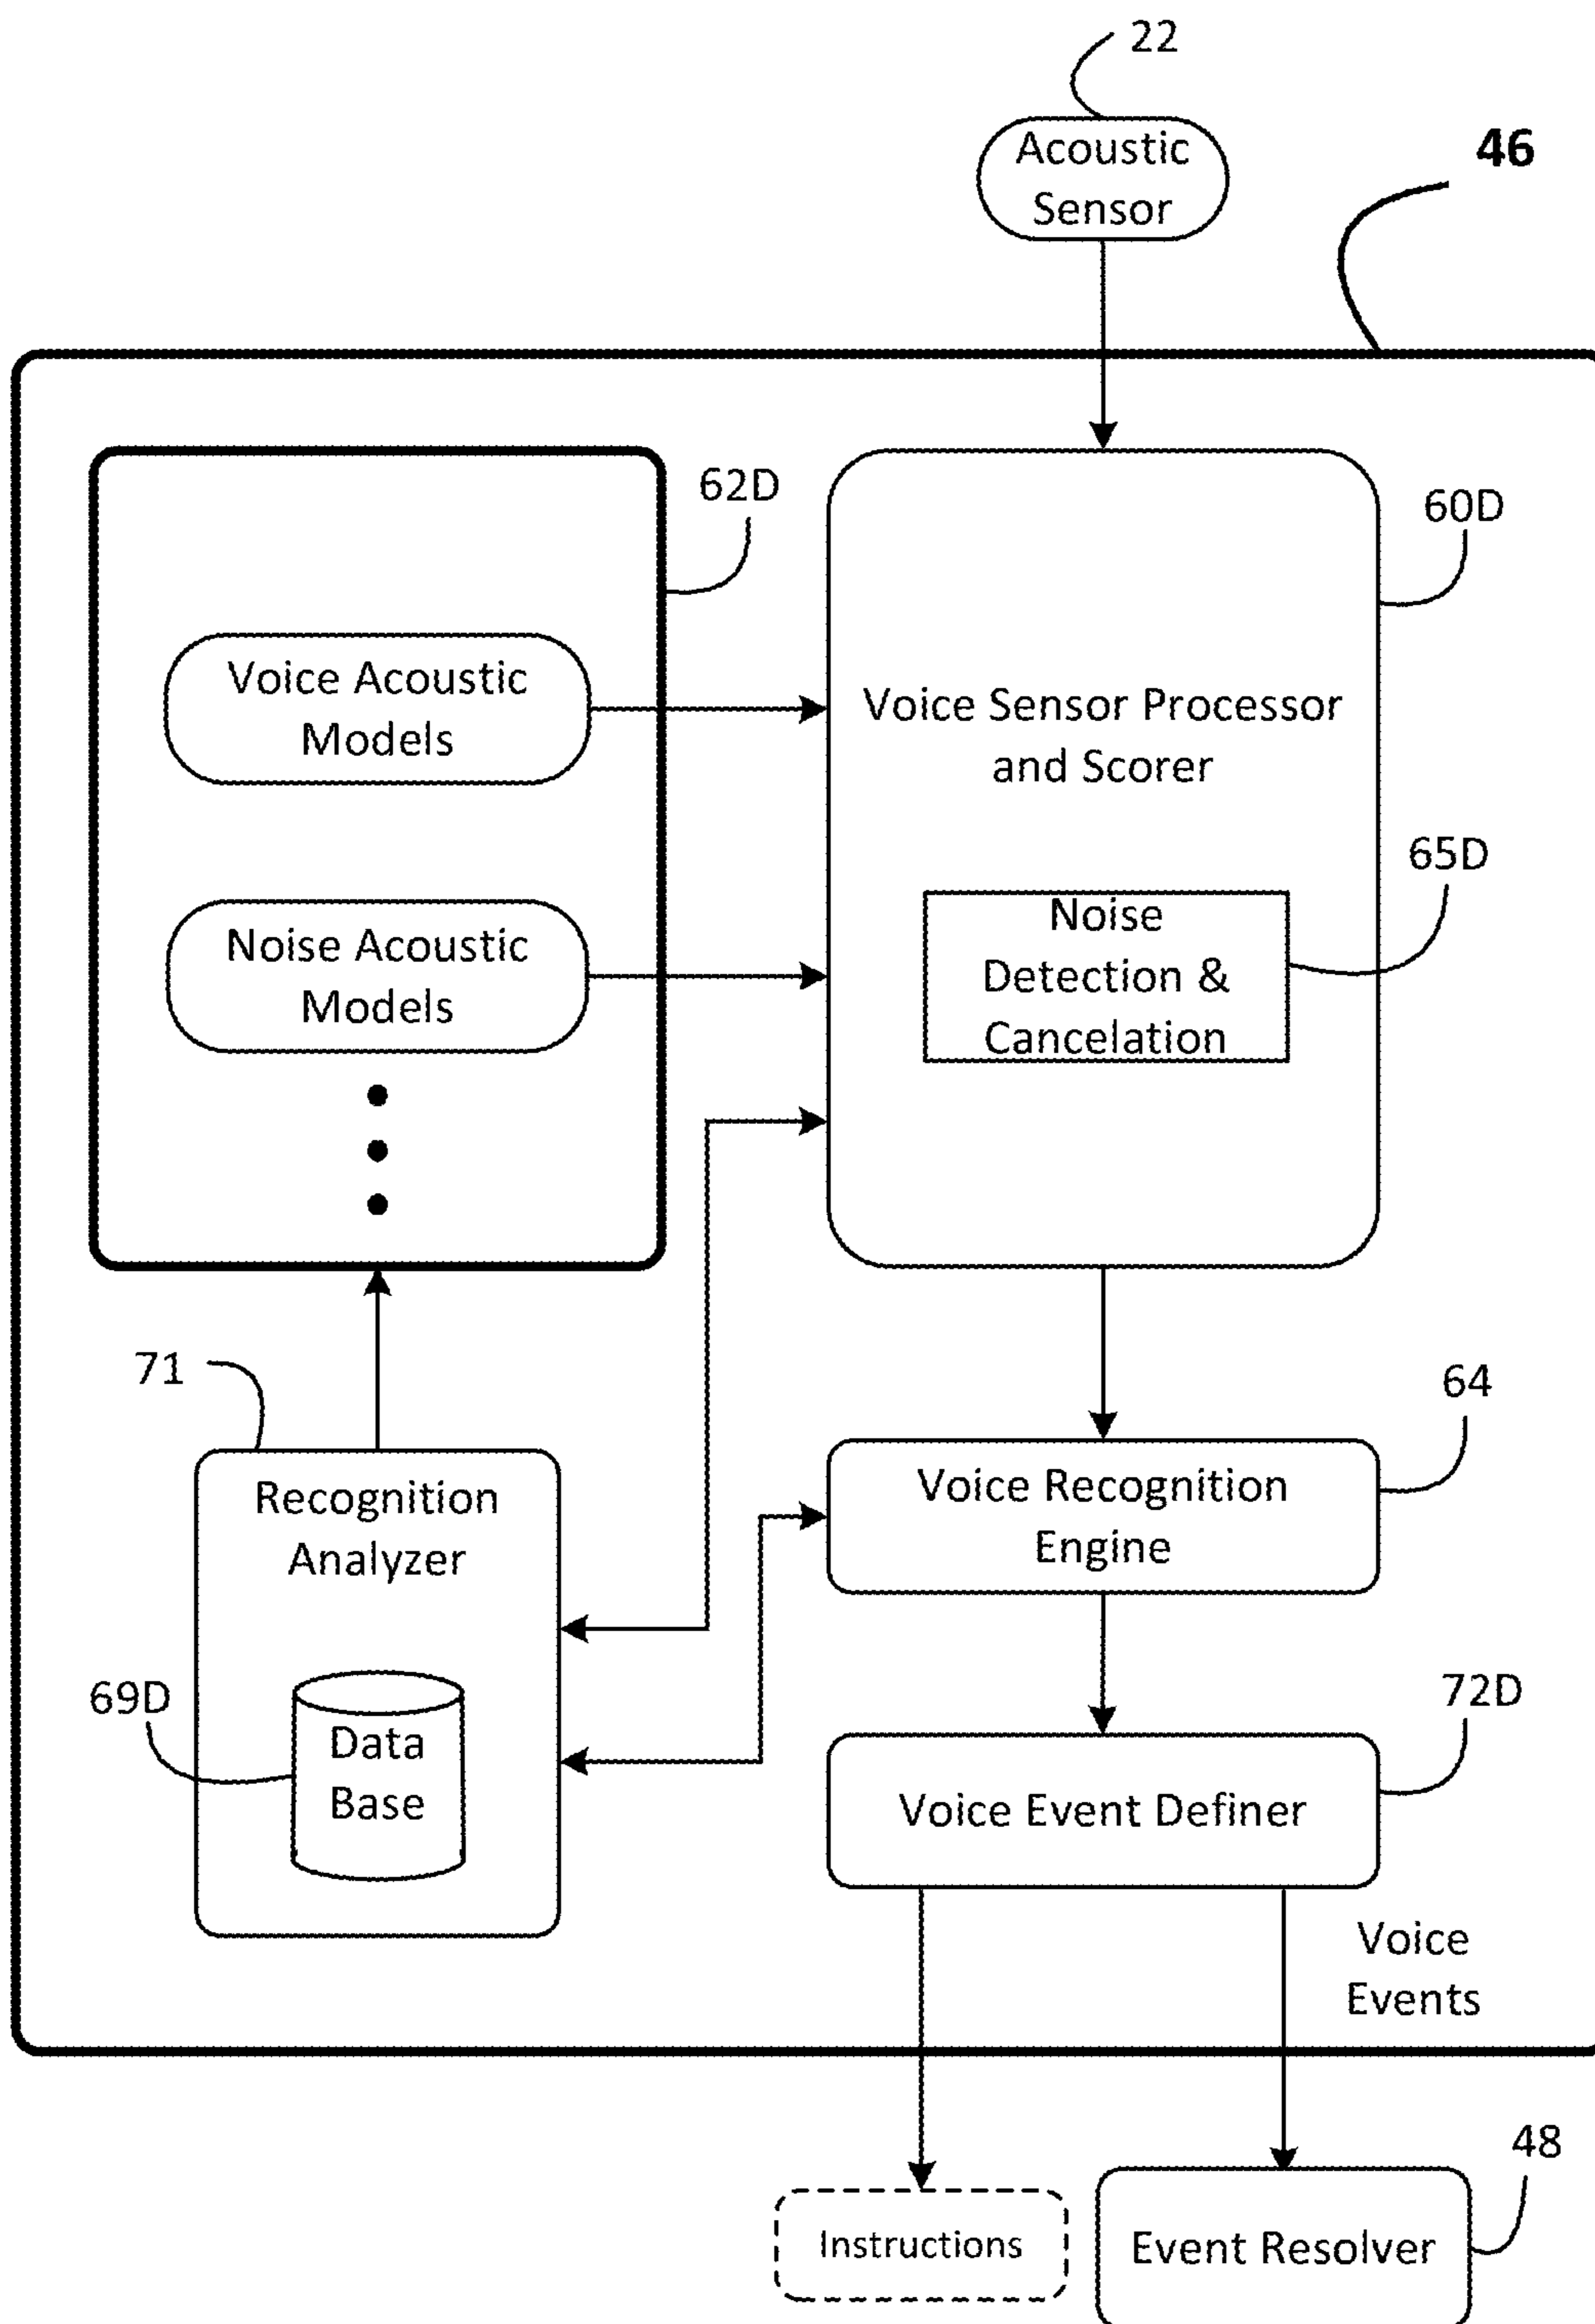 22
Acoustic
Sensor
46
62D
60D
Voice Acoustic
Models
Voice Sensor Processor
and Scorer
65D
Noise Acoustic
Models
Noise
Detection &
Cancelation
71
64
Recognition
Analyzer
Voice Recognition
Engine
69D
Data
Base
72D
Voice Event Definer
Voice
Events
48
Instructions
Event Resolver